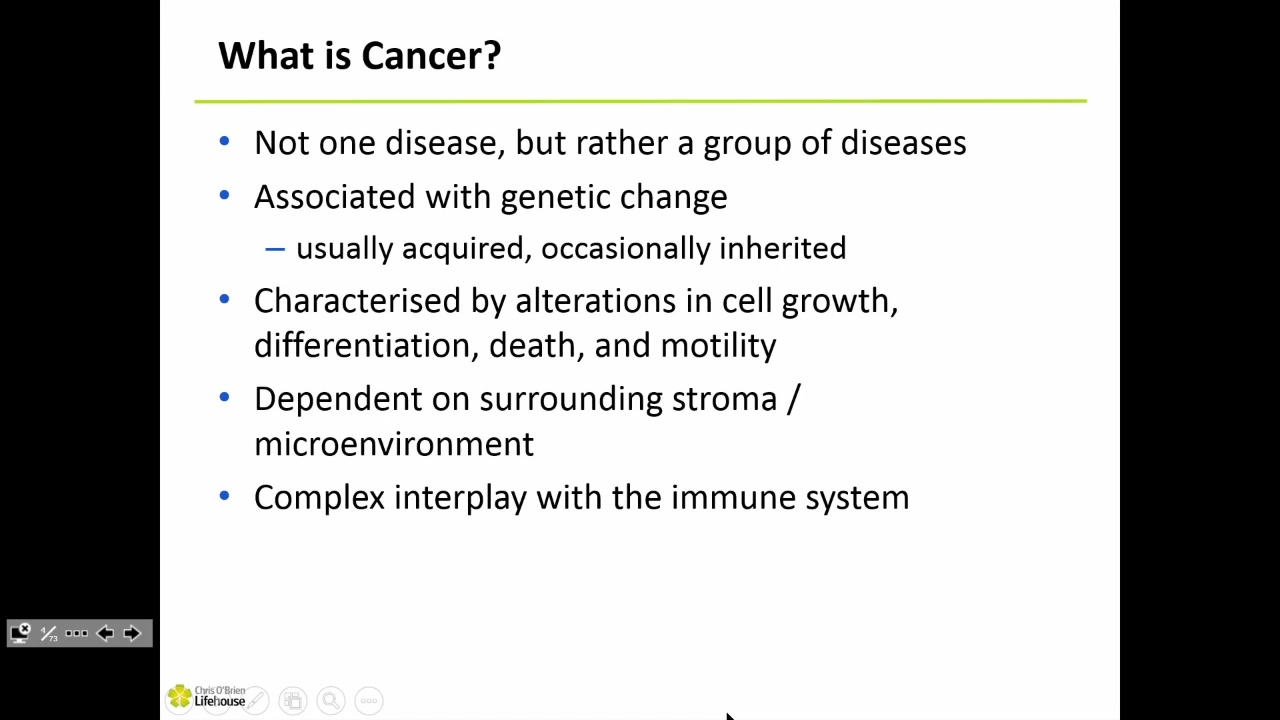 What is Cancer?
• Not one disease, but rather a group of diseases
• Associated with genetic change
– usually acquired, occasionally inherited
• Characterised by alterations in cell growth,
differentiation, death, and motility
• Dependent on surrounding stroma /
microenvironment
• Complex interplay with the immune system
4/73
Chris O'Brien
Lifehouse